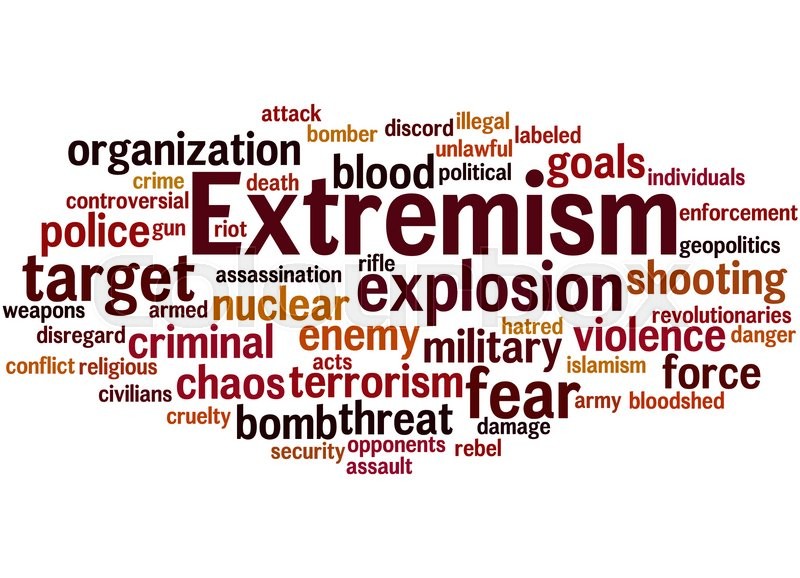 attack
bomber discord illegal
organization unlawful labeled
blood political goals
crime death individuals
controversial Extremism enforcement
police gun riot geopolitics
target assassination rifle explosion shooting
weapons armed nuclear revolutionaries
disregard criminal enemy military hatred violence danger
conflict religious acts islamism force
civilians chaos terrorism fear army bloodshed
cruelty bomb threat damage
security opponents rebel
assault
colourbox